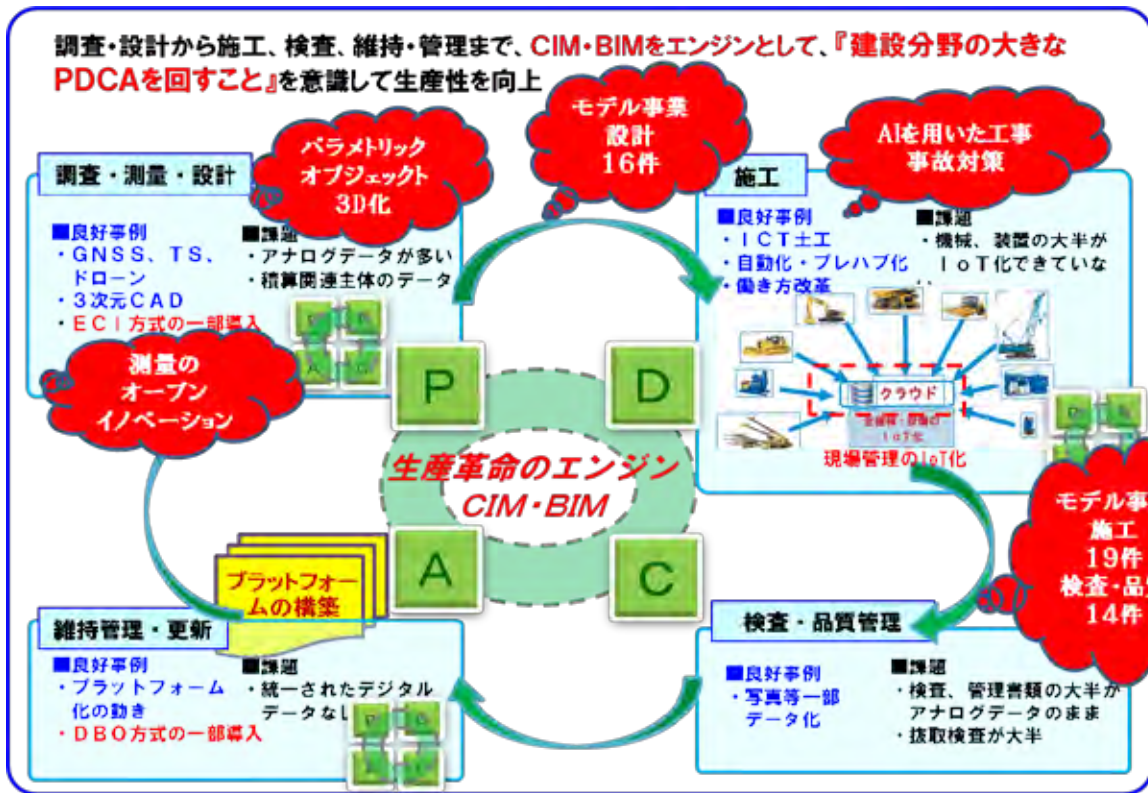 調査・設計から施工、検査、維持・管理まで、CIM・BIMをエンジンとして、『建設分野の大きな
PDCAを回すこと』を意識して生産性を向上
調査・測量・設計
パラメトリック
オブジェックト
3D化
■良好事例
・GNSS、TS、
ドローン
・3次元CAD
・ECI方式の一部導入
■課題
・アナログデータが多い
・積算関連主体のデータ
モデル事業
設計
16件
施工
AIを用いた工事
事故対策
■良好事例
・ICT土工
・自動化・プレハブ化
・働き方改革
■課題
・機械、装置の大半が
IoT化できていな
クラウド
IoT化
現場管理のIoT化
測量の
オープン
イノベーション
P
D
生産革命のエンジン
CIM・BIM
A
C
モデル事
施工
19件
検査・品
14件
プラットフォー
ムの構築
維持管理・更新
■良好事例
・プラットフォーム
化の動き
・DBO方式の一部導入
■課題
・統一されたデジタル
データなし
検査・品質管理
■良好事例
・写真等一部
データ化
■課題
・検査、管理書類の大半が
アナログデータのまま
・抜取検査が大半